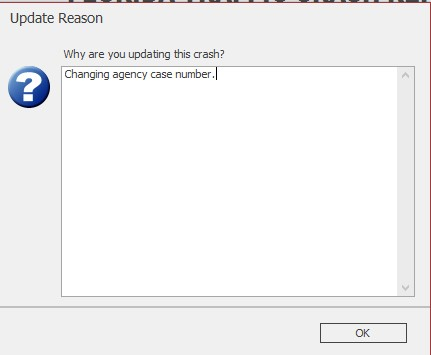 Update Reason
Why are you updating this crash?
Changing agency case number.
OK